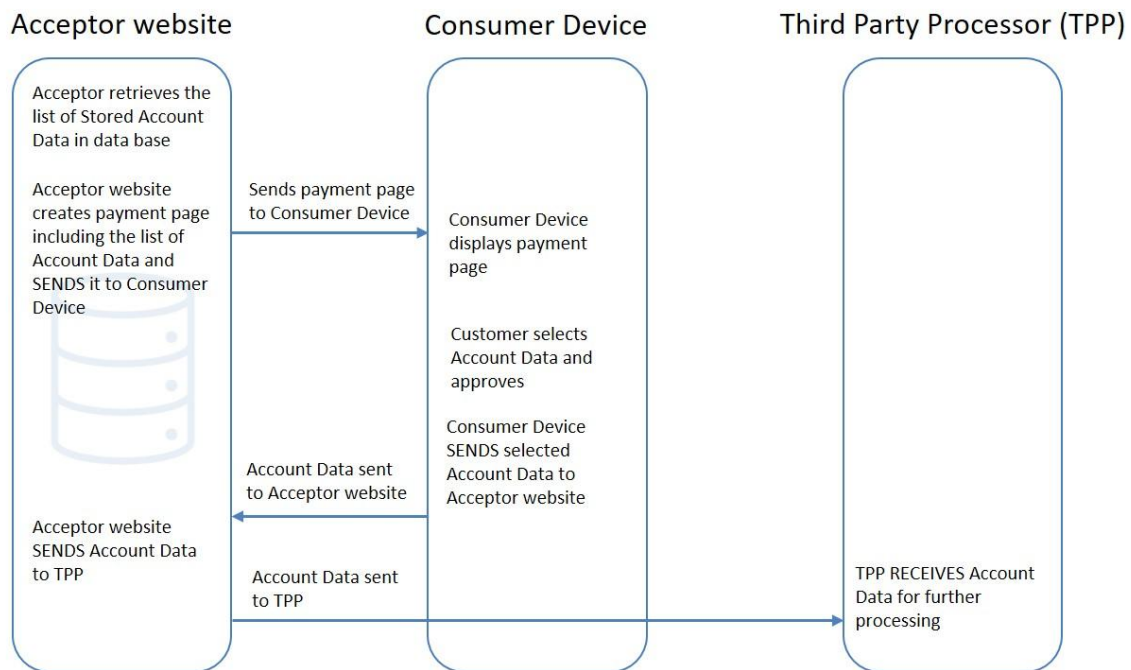 Acceptor website
Consumer Device
Third Party Processor (TPP)
Acceptor retrieves the
list of Stored Account
Data in data base
Acceptor website
creates payment page
including the list of
Account Data and
SENDS it to Consumer
Device
Sends payment page
to Consumer Device
Consumer Device
displays payment
page
Customer selects
Account Data and
approves
Consumer Device
SENDS selected
Account Data to
Acceptor website
Account Data sent
to Acceptor website
Acceptor website
SENDS Account Data
to TPP
Account Data sent
to TPP
TPP RECEIVES Account
Data for further
processing